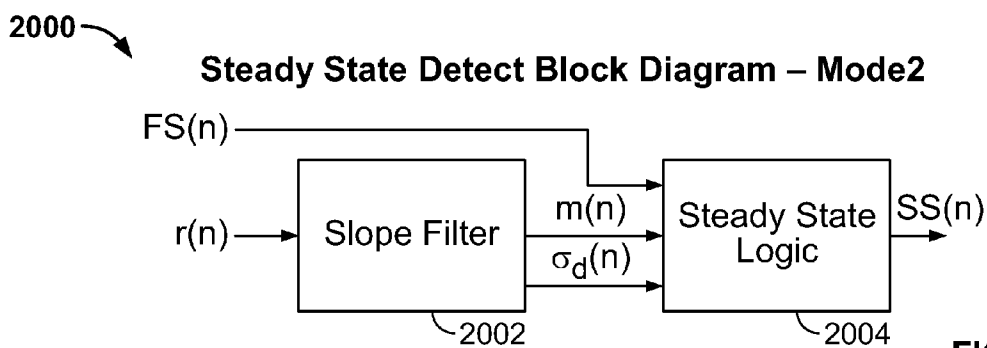 2000
Steady State Detect Block Diagram – Mode2
FS(n)
r(n)
Slope Filter
m(n)
σd(n)
Steady State
Logic
SS(n)
2002
2004